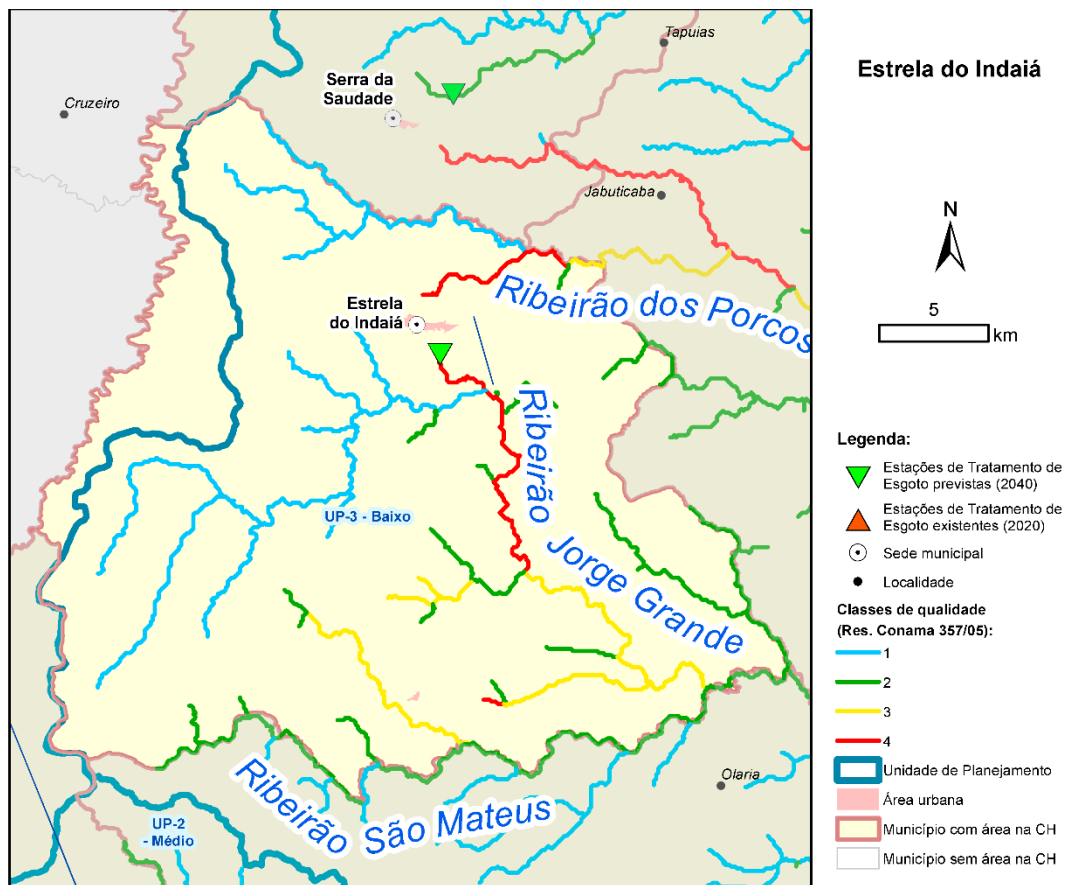 Estrela do Indaiá
Tapuias
Serra da
Saudade
Cruzeiro
Jabuticaba
N
Ribeirão dos Porcos
Estrela
do Indaiá
5
km
Ribeirão
Jorge Grande
UP-3 - Baixo
Olaria
Ribeirão
São Mateus
UP-2
- Médio
Legenda:
Estações de Tratamento de
Esgoto previstas (2040)
Estações de Tratamento de
Esgoto existentes (2020)
Sede municipal
Localidade
Classes de qualidade
(Res. Conama 357/05):
1
2
3
4
Unidade de Planejamento
Área urbana
Município com área na CH
Município sem área na CH